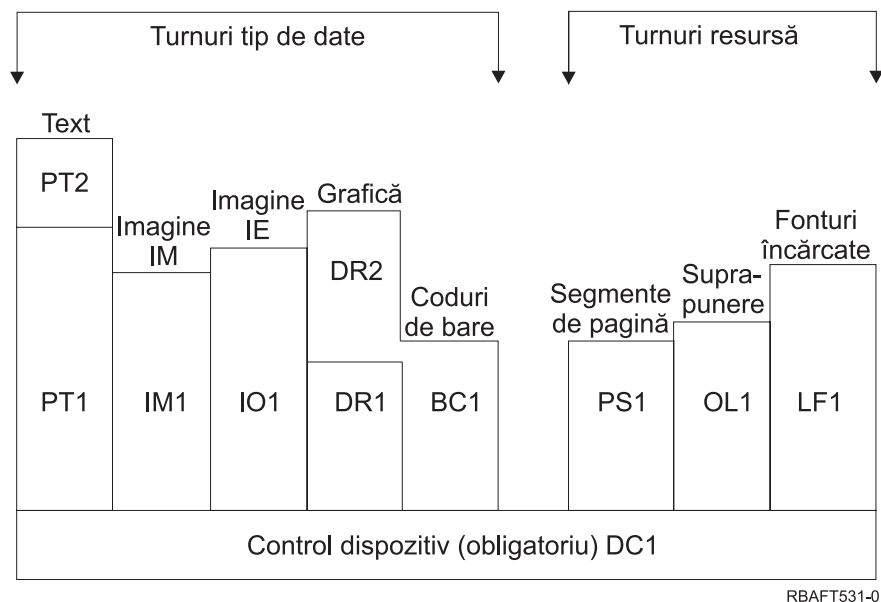 Turnuri tip de date
Turnuri resursă
Text
PT2
Imagine
IM
Imagine
IE
Grafică
DR2
Coduri
de bare
Segmente
de pagină
Supra-
punere
Fonturi
încărcate
PT1
IM1
IO1
DR1
BC1
PS1
OL1
LF1
Control dispozitiv (obligatoriu) DC1
RBAFT531-0